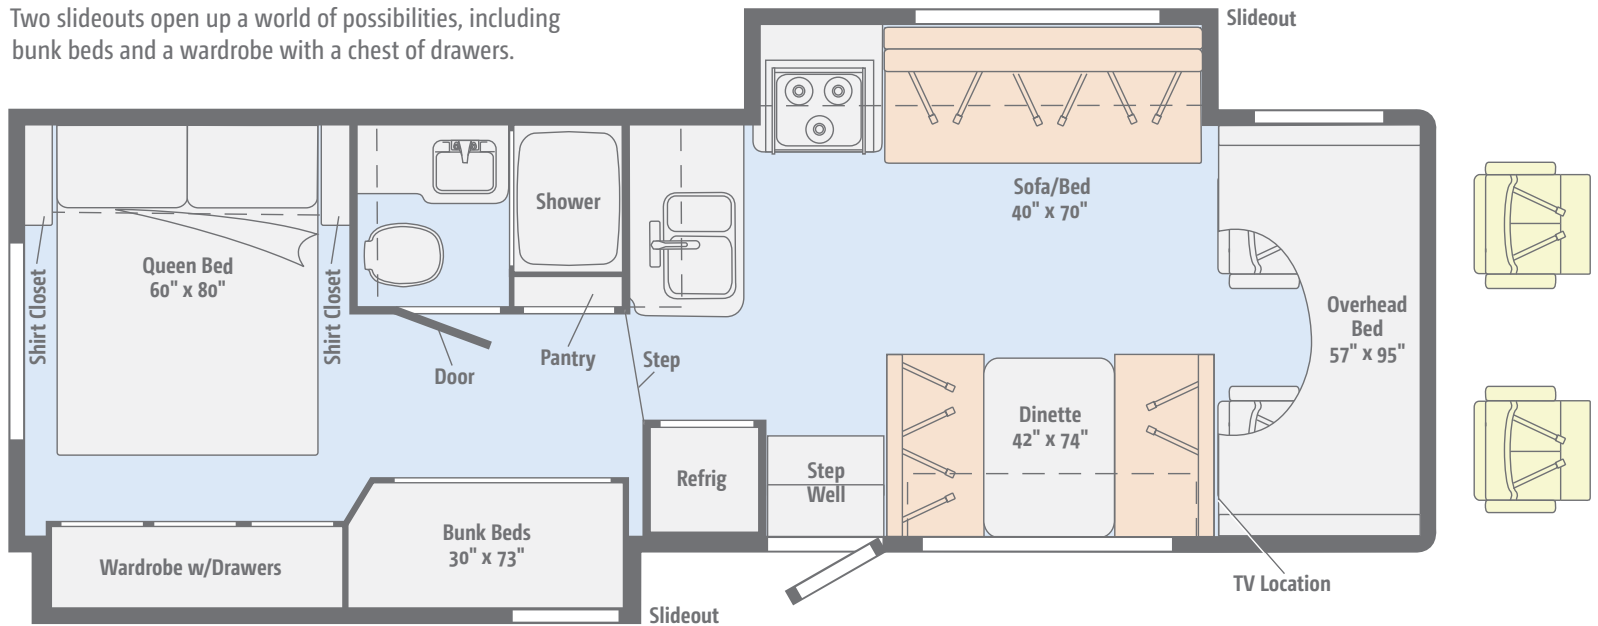 Two slideouts open up a world of possibilities, including
bunk beds and a wardrobe with a chest of drawers.
Slideout
Shower
Sofa/Bed
40" x 70"
Queen Bed
60" x 80"
Shirt Closet
Shirt Closet
Overhead
Bed
57" x 95"
Door
Pantry
Step
Dinette
42" x 74"
Refrig
Step
Well
Bunk Beds
30" x 73"
Wardrobe w/Drawers
TV Location
Slideout